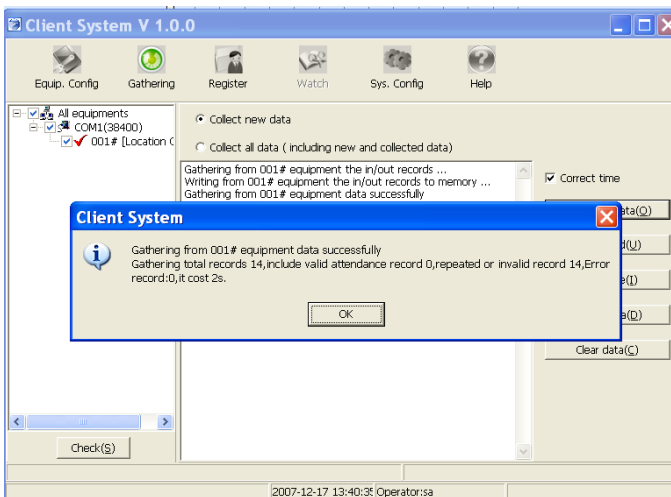 Client System V 1.0.0
Equip. Config Gathering Register Watch Sys. Config Help
All equipments
COM1(38400)
001# [Location
Collect new data
Collect all data ( including new and collected data)
Gathering from 001# equipment the in/out records ...
Writing from 001# equipment the in/out records to memory ...
Gathering from 001# equipment data successfully
Correct time
Client System
Gathering from 001# equipment data successfully
Gathering total records 14,include valid attendance record 0,repeated or invalid record 14,Error
record:0,it cost 2s.
OK
ata(O)
(U)
(I)
a(D)
Clear data(C)
Check(S)
2007-12-17 13:40:35 Operator:sa